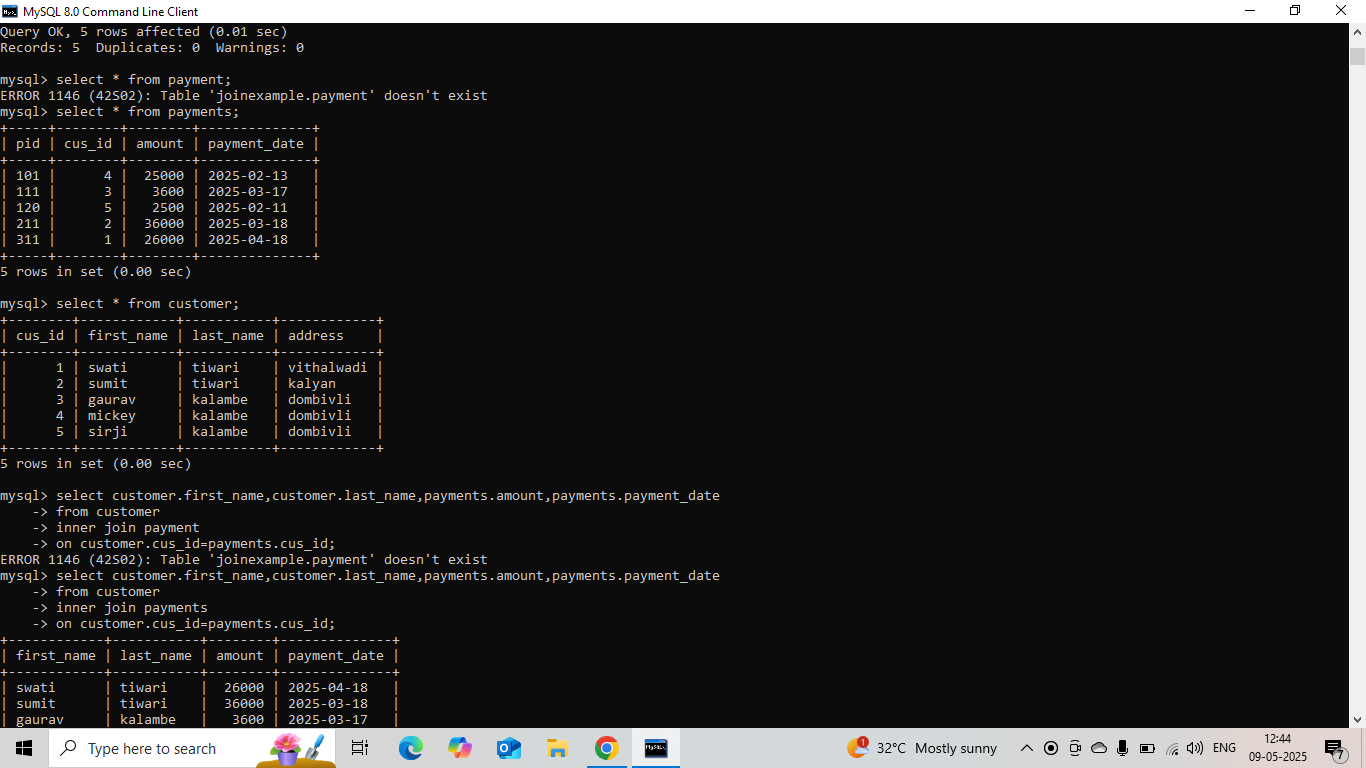 MySQL 8.0 Command Line Client
Query OK, 5 rows affected (0.01 sec)
Records: 5  Duplicates: 0  Warnings: 0

mysql> select * from payment;
ERROR 1146 (42S02): Table 'joinexample.payment' doesn't exist
mysql> select * from payments;
+-----+--------+--------+--------------+
| pid | cus_id | amount | payment_date |
+-----+--------+--------+--------------+
| 101 |      4 |  25000 | 2025-02-13   |
| 111 |      3 |   3600 | 2025-03-17   |
| 120 |      5 |   2500 | 2025-02-11   |
| 211 |      2 |  36000 | 2025-03-18   |
| 311 |      1 |  26000 | 2025-04-18   |
+-----+--------+--------+--------------+
5 rows in set (0.00 sec)

mysql> select * from customer;
+--------+------------+-----------+------------+
| cus_id | first_name | last_name | address    |
+--------+------------+-----------+------------+
|      1 | swati      | tiwari    | vithalwadi |
|      2 | sumit      | tiwari    | kalyan     |
|      3 | gaurav     | kalambe   | dombivli   |
|      4 | mickey     | kalambe   | dombivli   |
|      5 | sirji      | kalambe   | dombivli   |
+--------+------------+-----------+------------+
5 rows in set (0.00 sec)

mysql> select customer.first_name,customer.last_name,payments.amount,payments.payment_date
    -> from customer
    -> inner join payment
    -> on customer.cus_id=payments.cus_id;
ERROR 1146 (42S02): Table 'joinexample.payment' doesn't exist
mysql> select customer.first_name,customer.last_name,payments.amount,payments.payment_date
    -> from customer
    -> inner join payments
    -> on customer.cus_id=payments.cus_id;
+------------+-----------+--------+--------------+
| first_name | last_name | amount | payment_date |
+------------+-----------+--------+--------------+
| swati      | tiwari    |  26000 | 2025-04-18   |
| sumit      | tiwari    |  36000 | 2025-03-18   |
| gaurav     | kalambe   |   3600 | 2025-03-17   |
Type here to search
MySQL
1
32°C Mostly sunny
ENG
12:44
09-05-2025
7